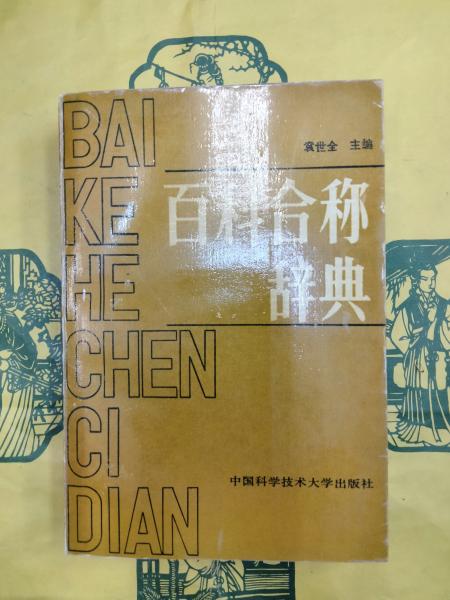 BAI
KE
HE
CHEN
CI
DIAN
袁世全 主编
百科合称
辞典
中国科学技术大学出版社